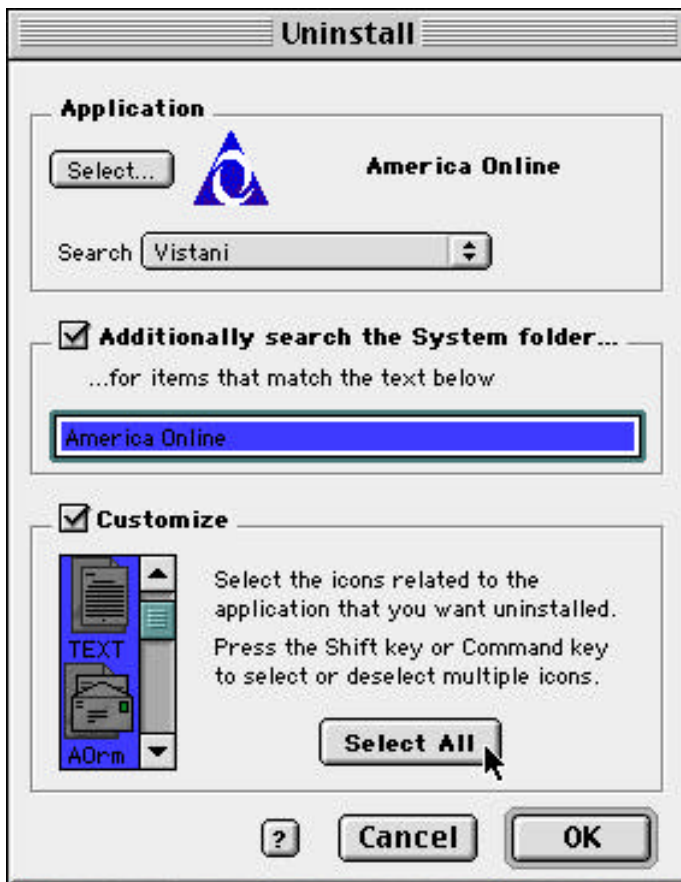 Uninstall
Application
Select...
America Online
Search Vistani
Additionally search the System folder...
...for items that match the text below
America Online
Customize
TEXT
AOrm
Select the icons related to the
application that you want uninstalled.
Press the Shift key or Command key
to select or deselect multiple icons.
Select All
? Cancel OK